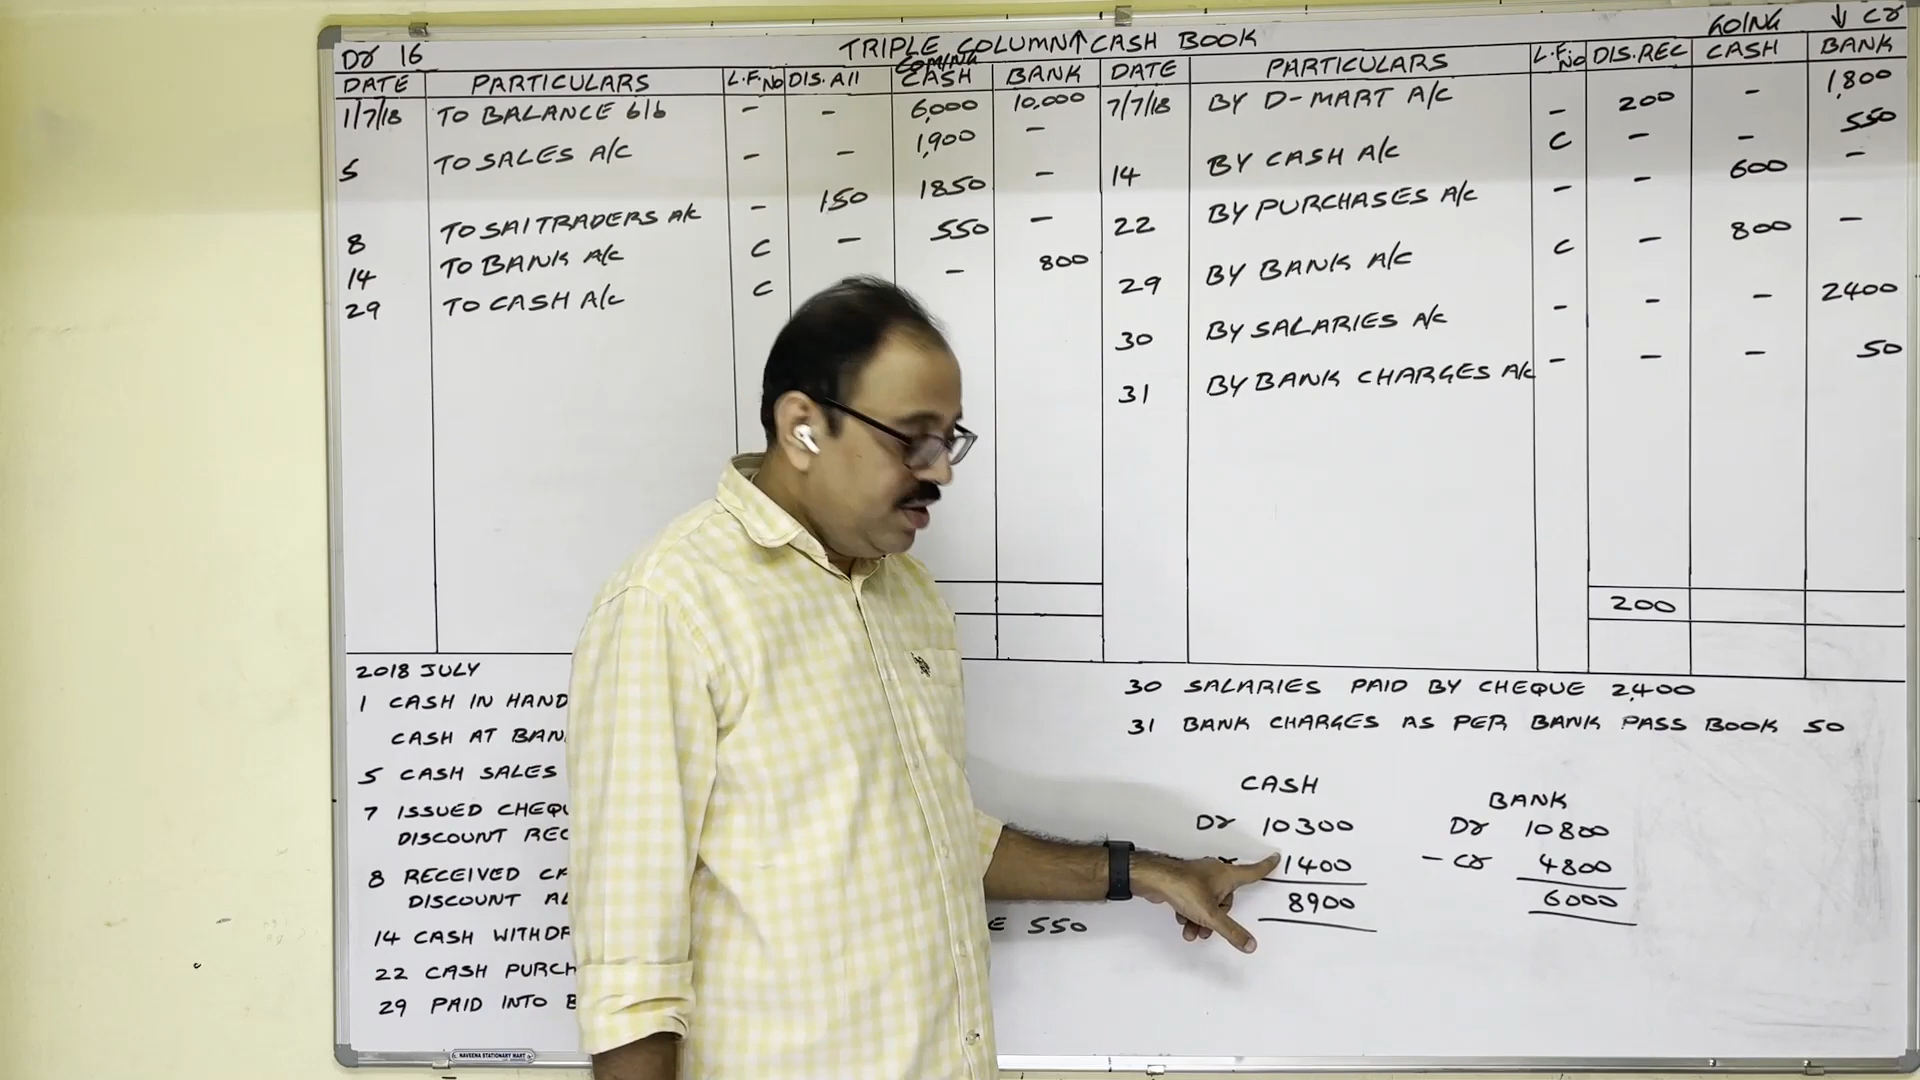 TRIPLE COLUMN CASH BOOK
DR 16
COMING
GOING
CR
DATE PARTICULARS L.F.NO DIS.All CASH BANK DATE PARTICULARS L.F.NO DIS.REC CASH BANK
1/7/18 TO BALANCE b/b - - 6,000 10,000 7/7/18 BY D-MART A/C - 200 - 1,800
5 TO SALES A/C - - 1,900 - 14 BY CASH A/C C - - 550
8 TO SAI TRADERS A/C - 150 1850 - 22 BY PURCHASES A/C - - 600 -
14 TO BANK A/C C - 550 - 29 BY BANK A/C C - 800 -
29 TO CASH A/C C - 800 30 BY SALARIES A/C - - - 2400
31 BY BANK CHARGES A/C - - - 50
200
2018 JULY
1 CASH IN HAND
CASH AT
5 CASH SALES
7 ISSUED
DISCOUNT
8 RECEIVED
DISCOUNT
14 CASH
550
22 CASH
29 PAID INTO
30 SALARIES PAID BY CHEQUE 2,400
31 BANK CHARGES AS PER BANK PASS BOOK 50
CASH
DR 10300
1400
8900
BANK
DR 10800
- CR 4800
6000
NAVEENA STATIONARY MART